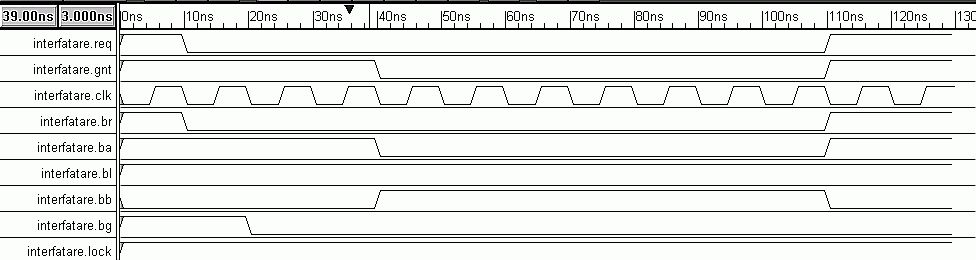 39.00ns 3.000ns 0ns 10ns 20ns 30ns 40ns 50ns 60ns 70ns 80ns 90ns 100ns 110ns 120ns 130
interfatare.req
interfatare.gnt
interfatare.clk
interfatare.br
interfatare.ba
interfatare.bl
interfatare.bb
interfatare.bg
interfatare.lock